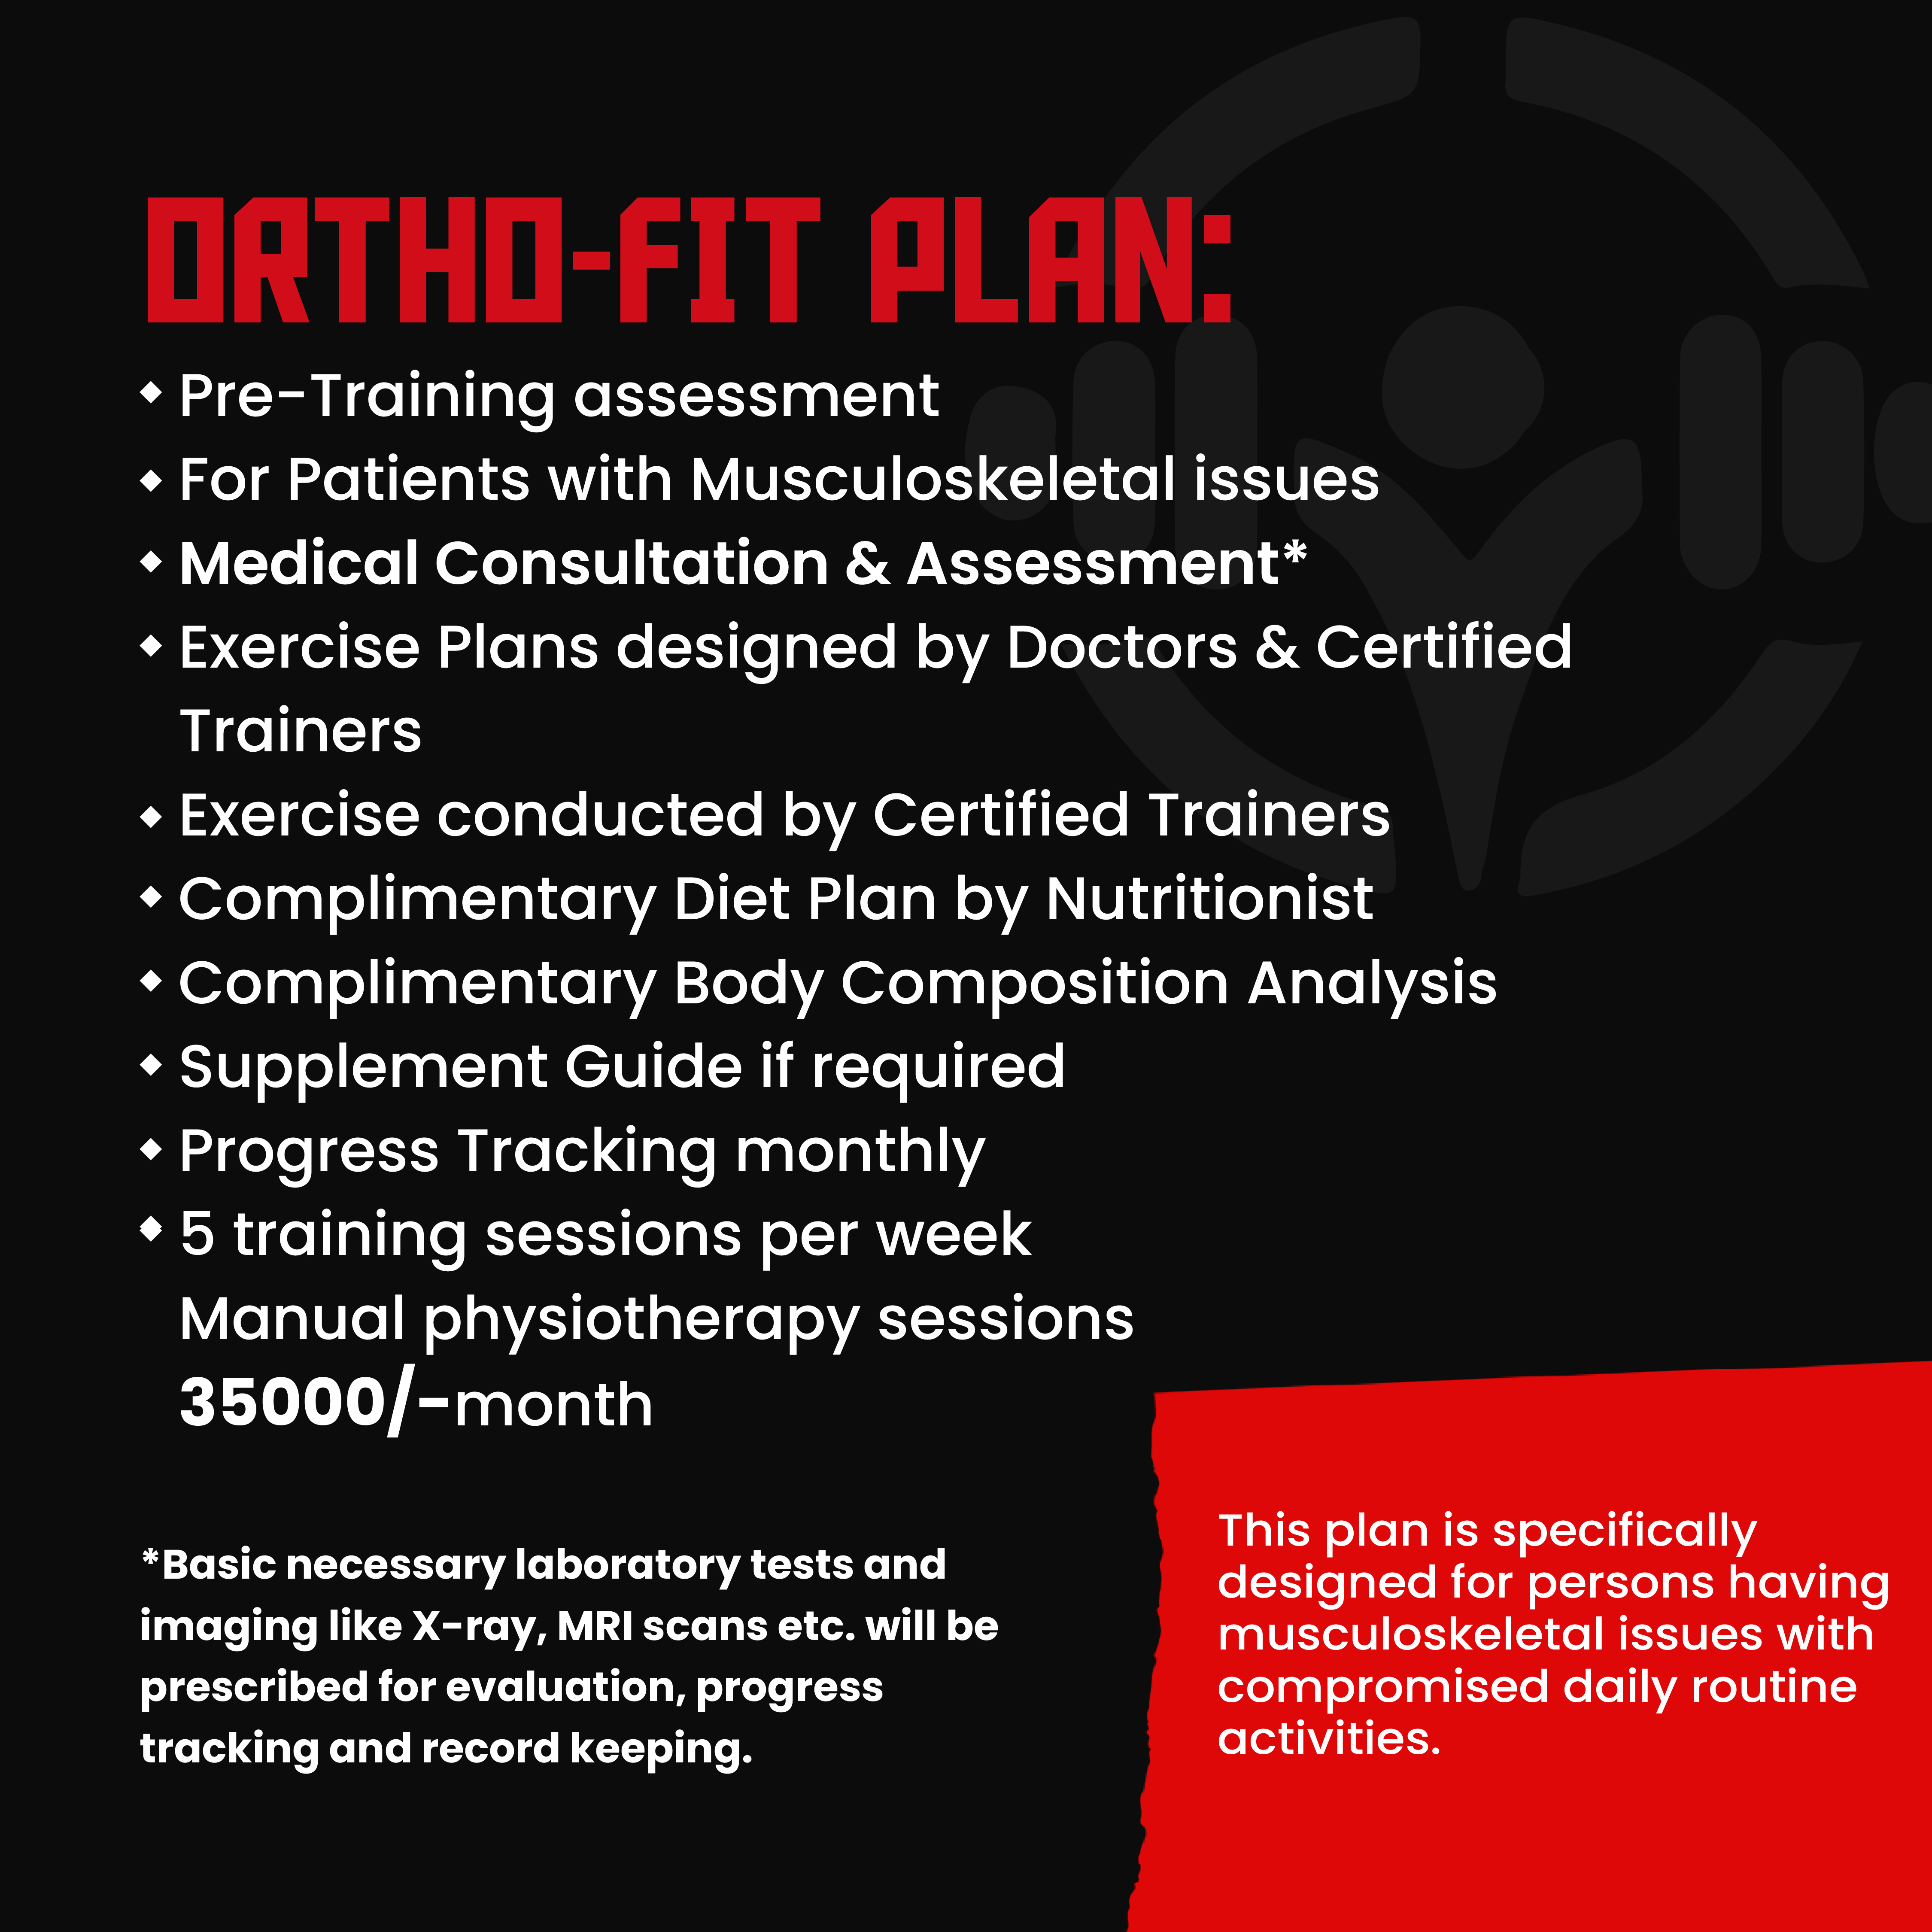 ORTHO-FIT PLAN:
◆ Pre-Training assessment
◆ For Patients with Musculoskeletal issues
◆ Medical Consultation & Assessment*
◆ Exercise Plans designed by Doctors & Certified
Trainers
◆ Exercise conducted by Certified Trainers
◆ Complimentary Diet Plan by Nutritionist
◆ Complimentary Body Composition Analysis
◆ Supplement Guide if required
◆ Progress Tracking monthly
◆ 5 training sessions per week
Manual physiotherapy sessions
35000/-month
*Basic necessary laboratory tests and
imaging like X-ray, MRI scans etc. will be
prescribed for evaluation, progress
tracking and record keeping.
This plan is specifically
designed for persons having
musculoskeletal issues with
compromised daily routine
activities.